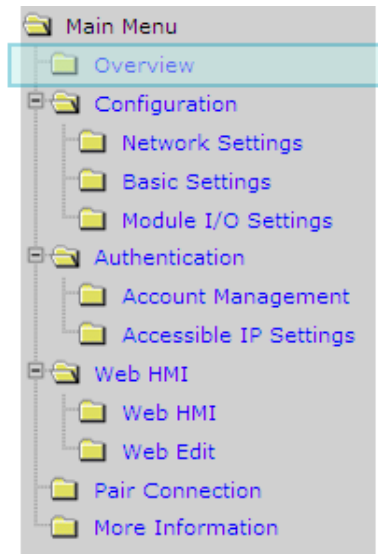 Main Menu
Overview
Configuration
Network Settings
Basic Settings
Module I/O Settings
Authentication
Account Management
Accessible IP Settings
Web HMI
Web HMI
Web Edit
Pair Connection
More Information